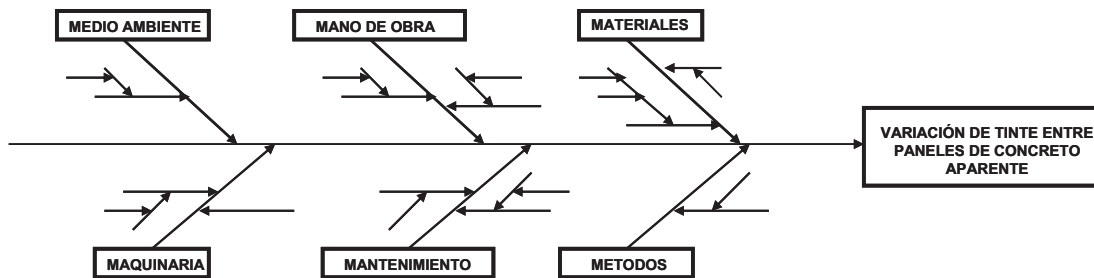 MEDIO AMBIENTE
MANO DE OBRA
MATERIALES
VARIACIÓN DE TINTE ENTRE
PANELES DE CONCRETO
APARENTE
MAQUINARIA
MANTENIMIENTO
METODOS